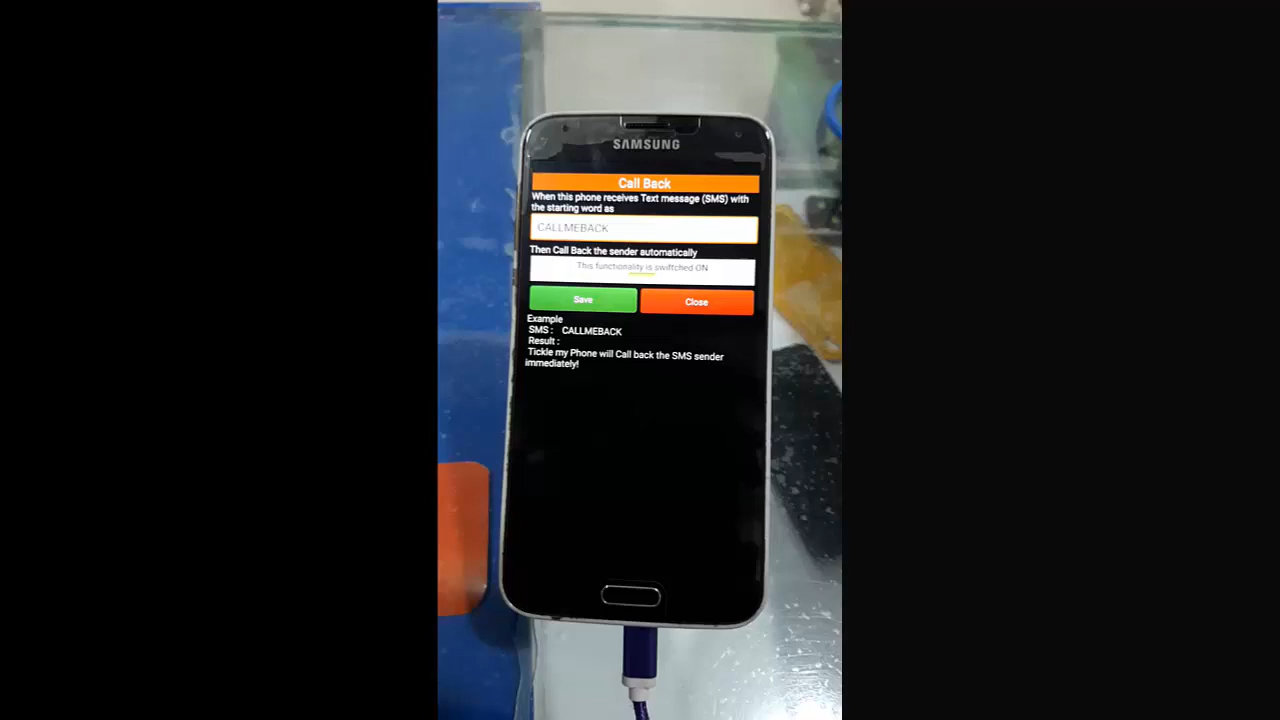 SAMSUNG
Call Back
When this phone receives Text message (SMS) with
the starting word as
CALLMEBACK
Then Call Back the sender automatically
This functionality is swiftched ON
Save
Close
Example
SMS : CALLMEBACK
Result :
Tickle my Phone will Call back the SMS sender
immediately!